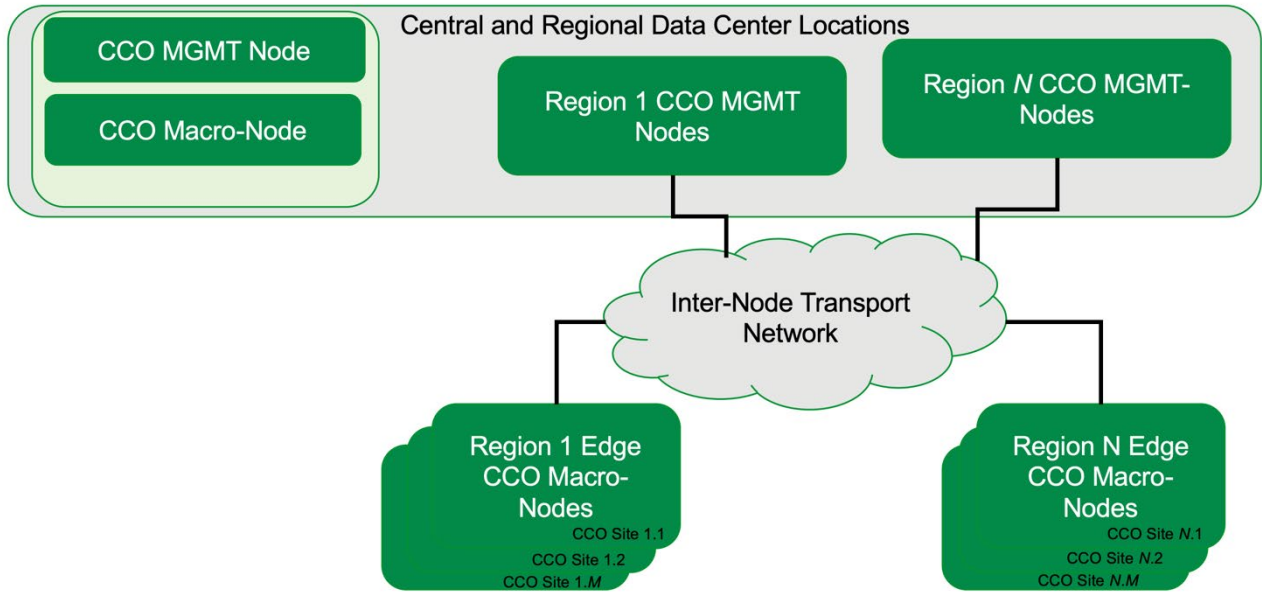 Central and Regional Data Center Locations
CCO MGMT Node
CCO Macro-Node
Region 1 CCO MGMT
Nodes
Region N CCO MGMT-
Nodes
Inter-Node Transport
Network
Region 1 Edge
CCO Macro-
Nodes
CCO Site 1.1
CCO Site 1.2
CCO Site 1.M
Region N Edge
CCO Macro-
Nodes
CCO Site N.1
CCO Site N.2
CCO Site N.M